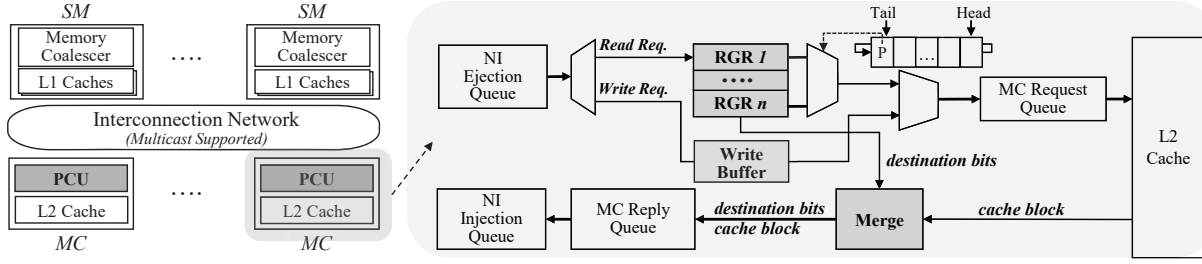 SM
SM
Memory
Coalescer
L1 Caches
....
Memory
Coalescer
L1 Caches
Interconnection Network
(Multicast Supported)
PCU
L2 Cache
....
PCU
L2 Cache
MC
MC
NI
Ejection
Queue
Read Req.
Write Req.
RGR 1
....
RGR n
Write
Buffer
Tail
Head
P
...
MC Request
Queue
L2
Cache
destination bits
NI
Injection
Queue
MC Reply
Queue
destination bits
cache block
Merge
cache block